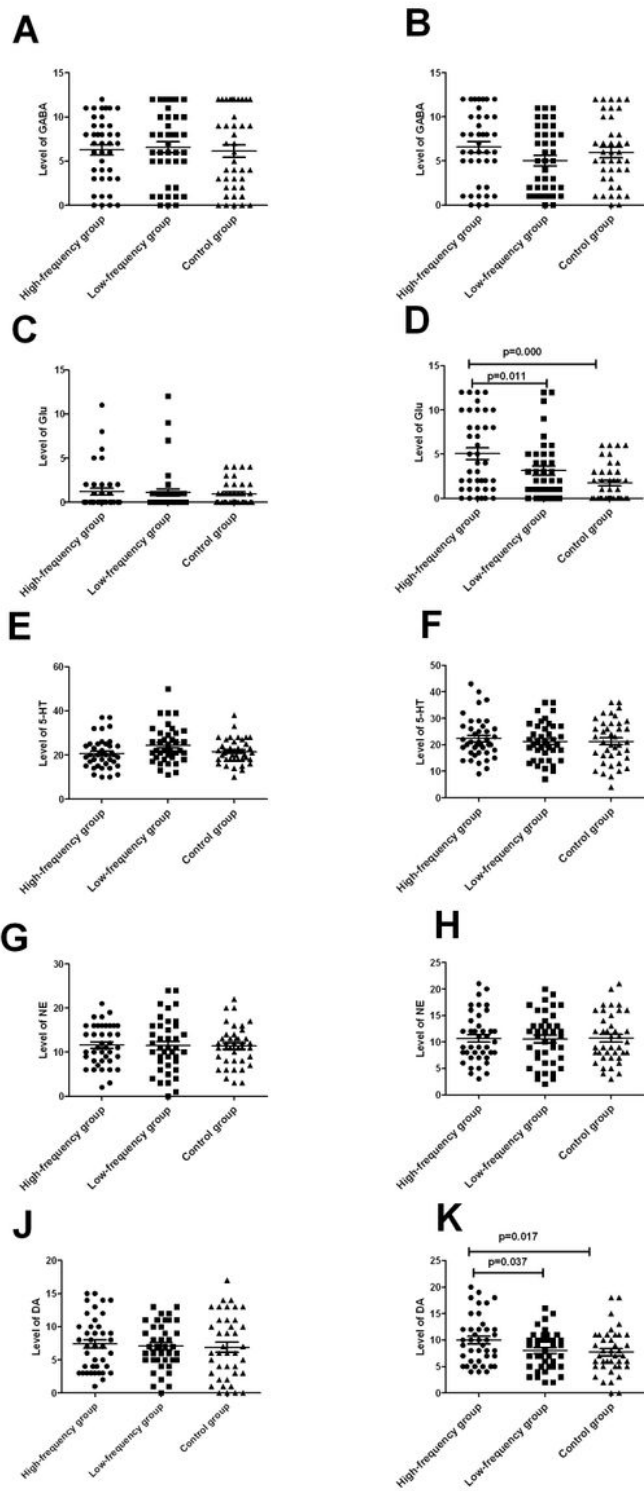 A
Level of GABA
15
10
5
0
High-frequency group
Low-frequency group
Control group
B
Level of GABA
15
10
5
0
High-frequency group
Low-frequency group
Control group
C
Level of Glu
15
10
5
0
High-frequency group
Low-frequency group
Control group
D
p=0.000
p=0.011
Level of Glu
15
10
5
0
High-frequency group
Low-frequency group
Control group
E
Level of 5-HT
60
40
20
0
High-frequency group
Low-frequency group
Control group
F
Level of 5-HT
50
40
30
20
10
0
High-frequency group
Low-frequency group
Control group
G
Level of NE
30
20
10
0
High-frequency group
Low-frequency group
Control group
H
Level of NE
25
20
15
10
5
0
High-frequency group
Low-frequency group
Control group
J
Level of DA
20
15
10
5
0
High-frequency group
Low-frequency group
Control group
K
p=0.017
p=0.037
Level of DA
25
20
15
10
5
0
High-frequency group
Low-frequency group
Control group